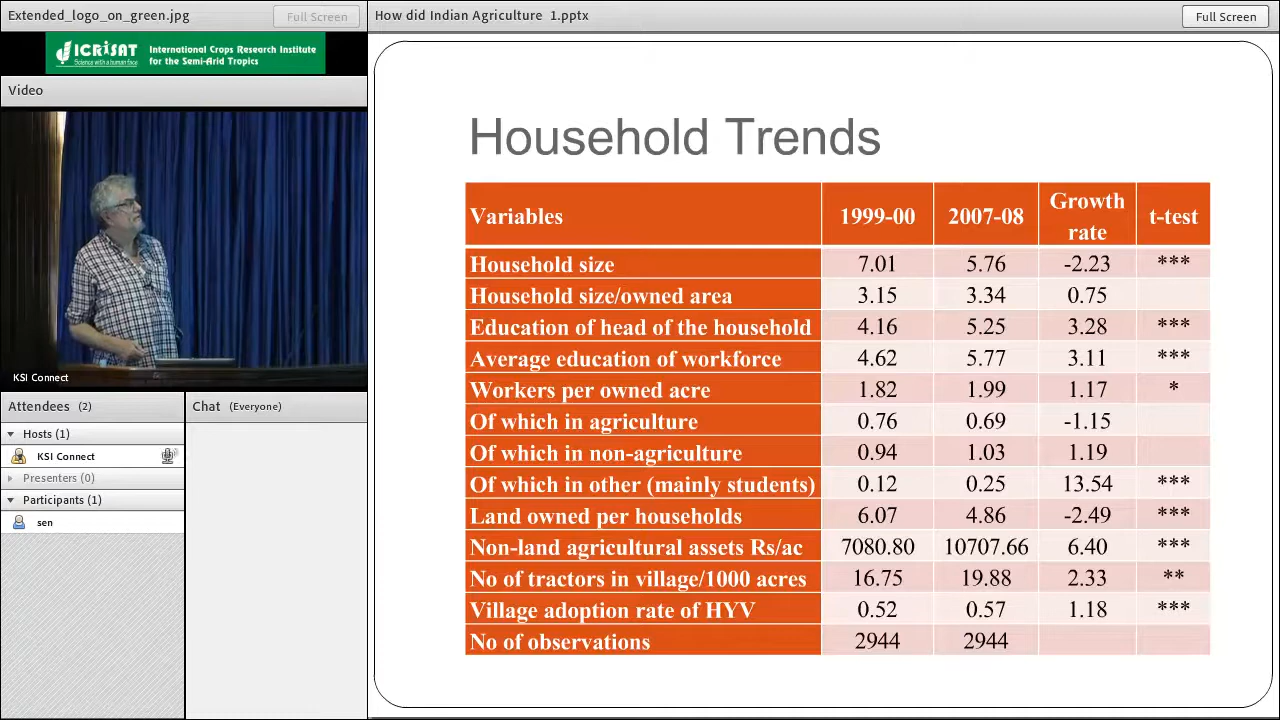 Extended_logo_on_green.jpg
Full Screen
How did Indian Agriculture 1.pptx
Full Screen
ICRISAT
Science with a human face
International Crops Research Institute
for the Semi-Arid Tropics
Video
KSI Connect
Attendees (2)
Hosts (1)
KSI Connect
Presenters (0)
Participants (1)
sen
Chat (Everyone)
Household Trends
Variables 1999-00 2007-08 Growth rate t-test
Household size 7.01 5.76 -2.23 ***
Household size/owned area 3.15 3.34 0.75
Education of head of the household 4.16 5.25 3.28 ***
Average education of workforce 4.62 5.77 3.11 ***
Workers per owned acre 1.82 1.99 1.17 *
Of which in agriculture 0.76 0.69 -1.15
Of which in non-agriculture 0.94 1.03 1.19
Of which in other (mainly students) 0.12 0.25 13.54 ***
Land owned per households 6.07 4.86 -2.49 ***
Non-land agricultural assets Rs/ac 7080.80 10707.66 6.40 ***
No of tractors in village/1000 acres 16.75 19.88 2.33 **
Village adoption rate of HYV 0.52 0.57 1.18 ***
No of observations 2944 2944